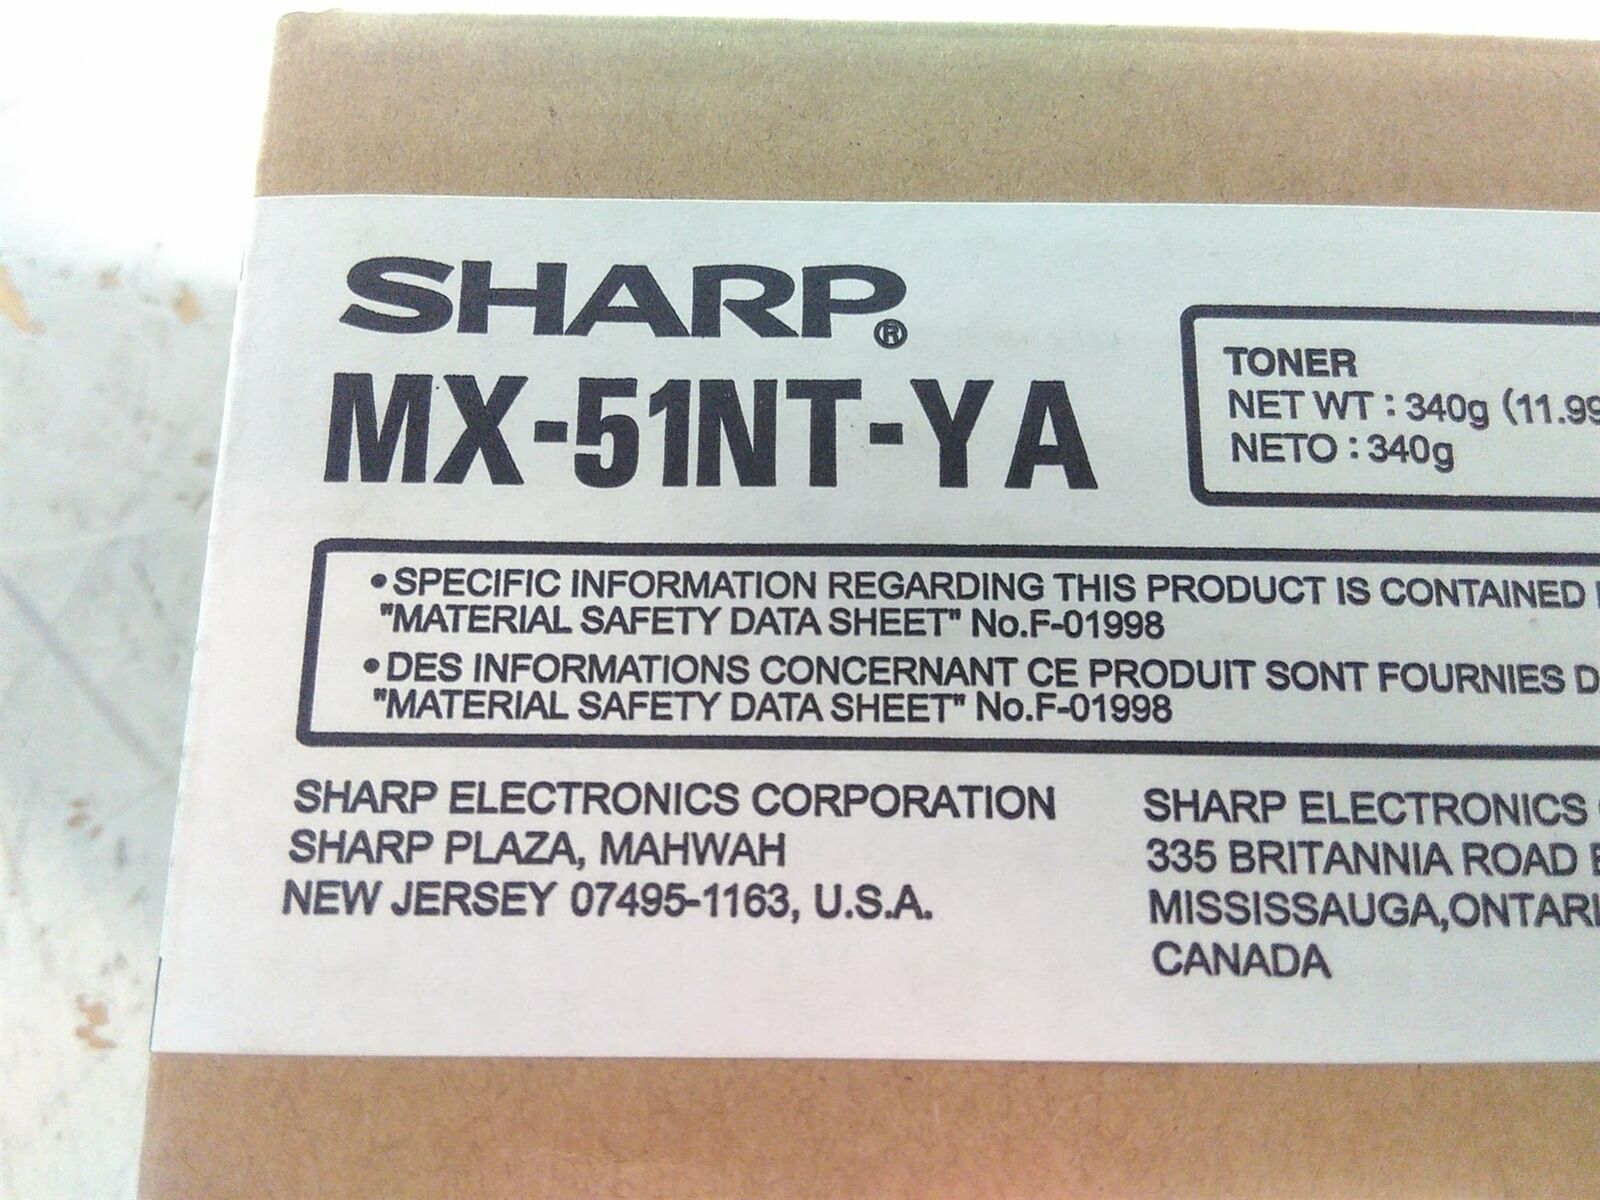 SHARP®
MX-51NT-YA
TONER
NET WT : 340g (11.99
NETO : 340g
•SPECIFIC INFORMATION REGARDING THIS PRODUCT IS CONTAINED
"MATERIAL SAFETY DATA SHEET" No.F-01998
•DES INFORMATIONS CONCERNANT CE PRODUIT SONT FOURNIES D
"MATERIAL SAFETY DATA SHEET" No.F-01998
SHARP ELECTRONICS CORPORATION
SHARP PLAZA, MAHWAH
NEW JERSEY 07495-1163, U.S.A.
SHARP ELECTRONICS
335 BRITANNIA ROAD
MISSISSAUGA,ONTARI
CANADA